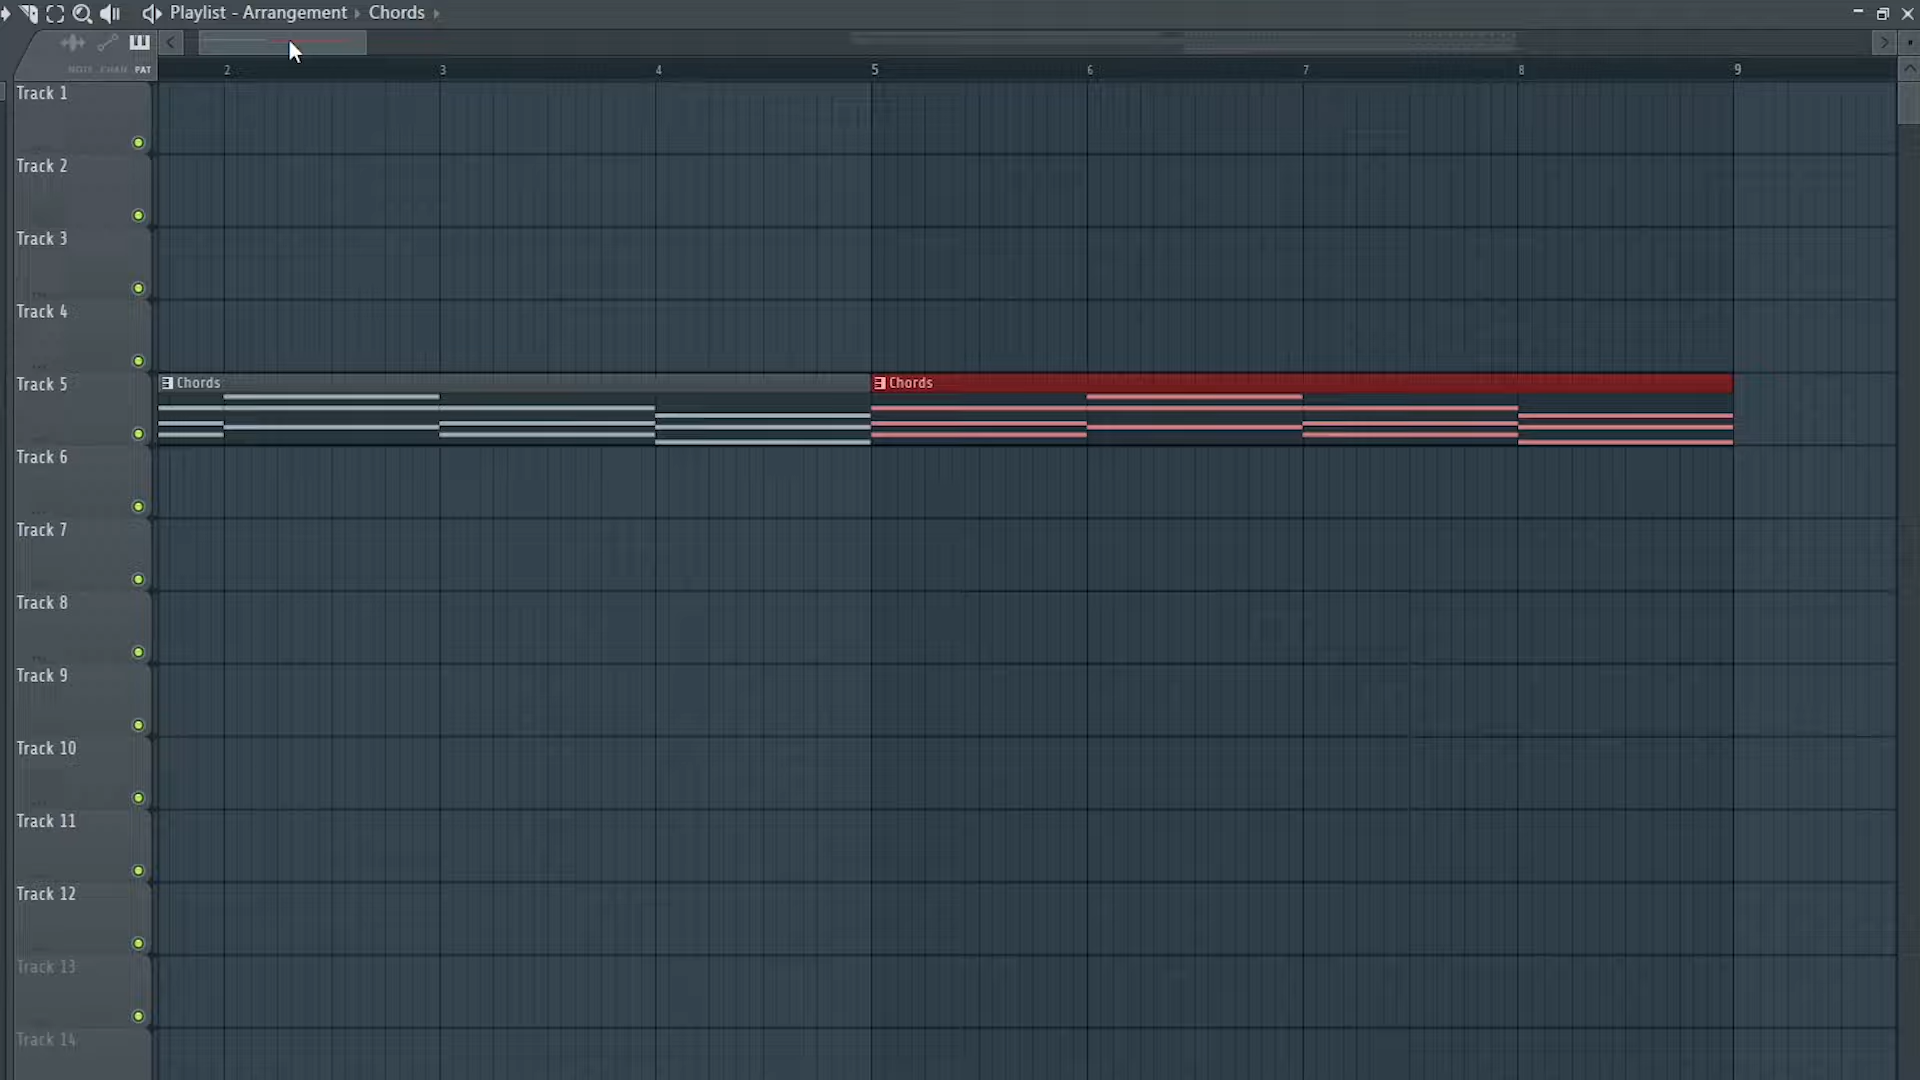 Playlist - Arrangement › Chords ›
NOTE CHAN PAT
2 3 4 5 6 7 8 9
Track 1
Track 2
Track 3
Track 4
Track 5
Chords Chords
Track 6
Track 7
Track 8
Track 9
Track 10
Track 11
Track 12
Track 13
Track 14